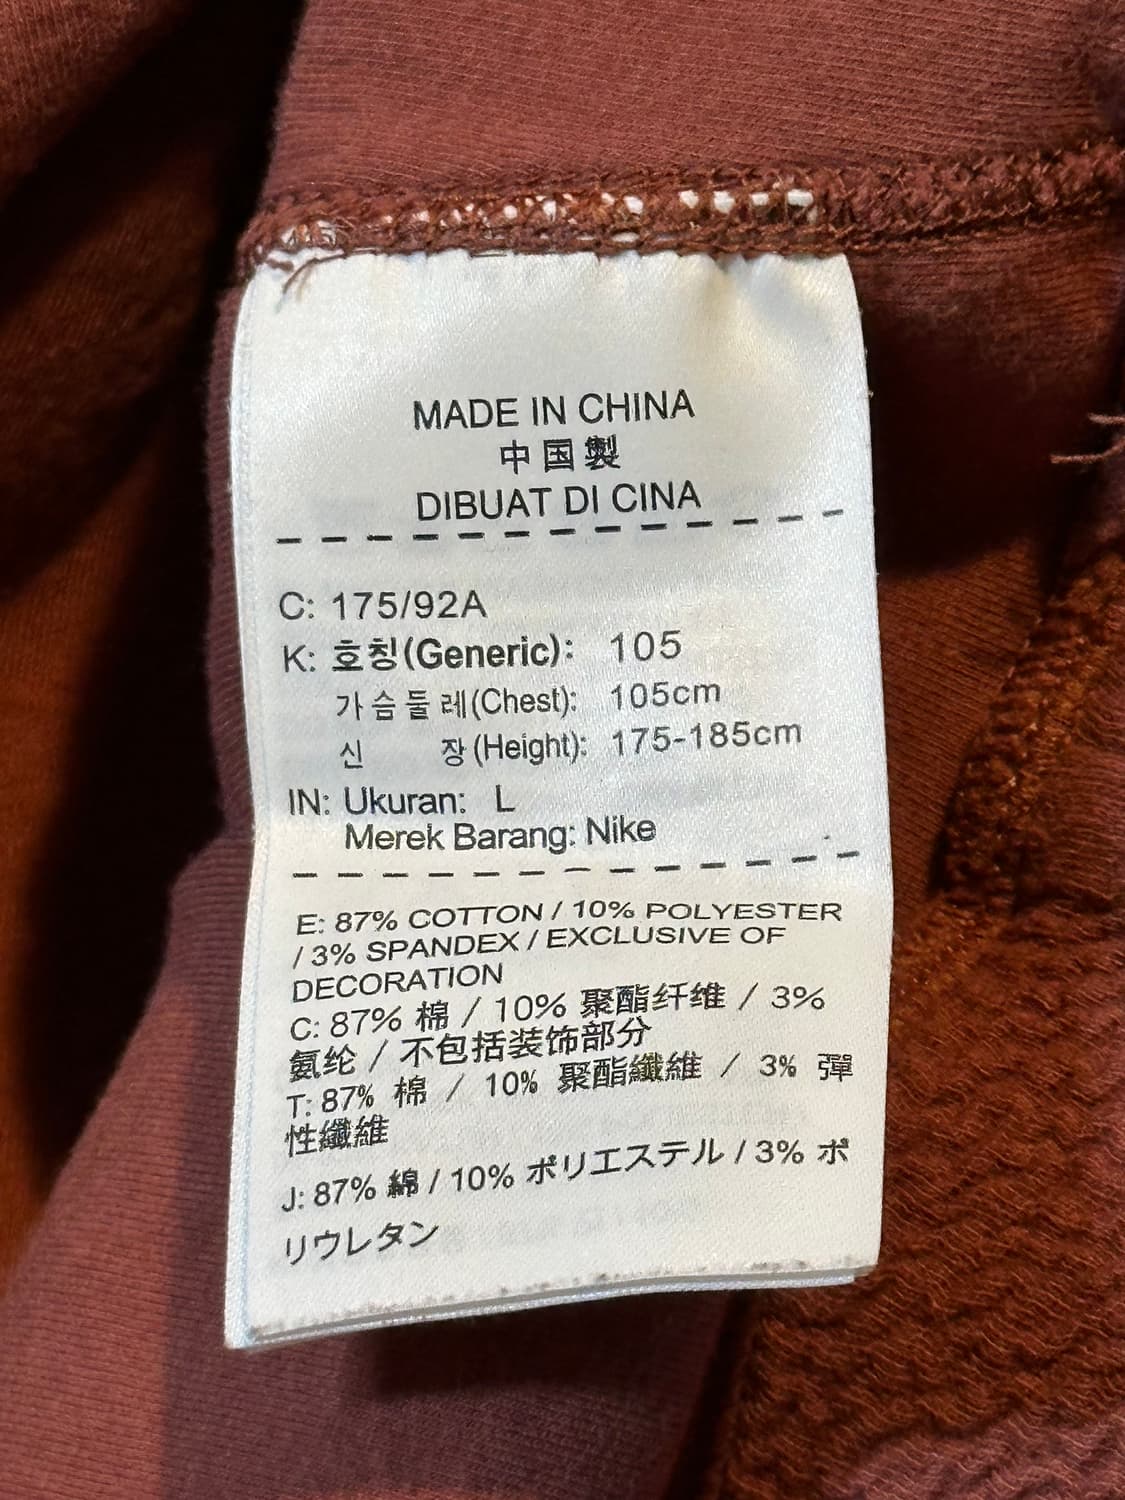 MADE IN CHINA
中国製
DIBUAT DI CINA
C: 175/92A
K: 호칭(Generic): 105
가슴둘레(Chest): 105cm
신 장(Height): 175-185cm
IN: Ukuran: L
Merek Barang: Nike
E: 87% COTTON / 10% POLYESTER
/ 3% SPANDEX / EXCLUSIVE OF
DECORATION
C: 87% 棉 / 10% 聚酯纤维 / 3%
氨纶 / 不包括装饰部分
T: 87% 棉 / 10% 聚酯纖維 / 3% 彈
性纖維
J: 87% 綿 / 10% ポリエステル / 3% ポ
リウレタン